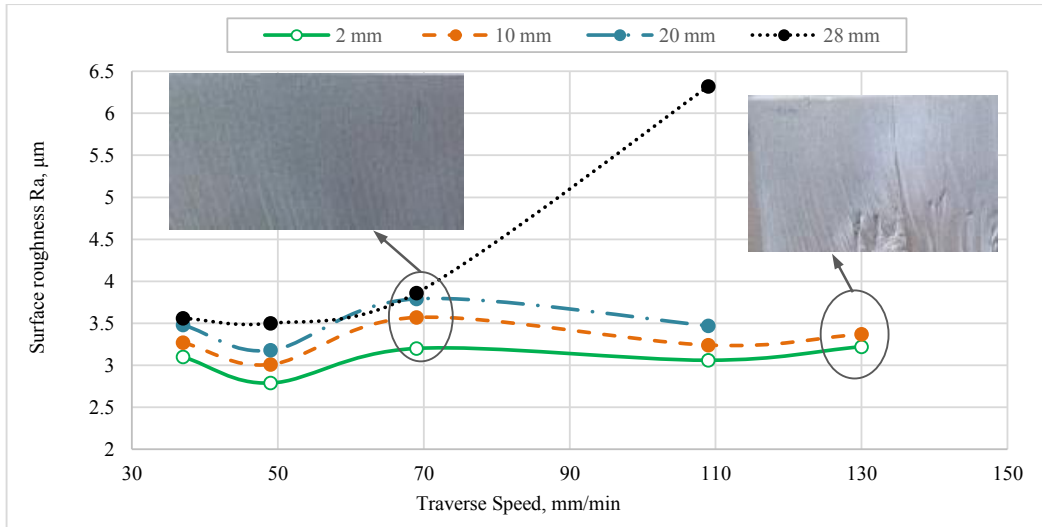 2 mm 10 mm 20 mm 28 mm
6.5
6
5.5
5
4.5
4
3.5
3
2.5
2
Surface roughness Ra, µm
30 50 70 90 110 130 150
Traverse Speed, mm/min